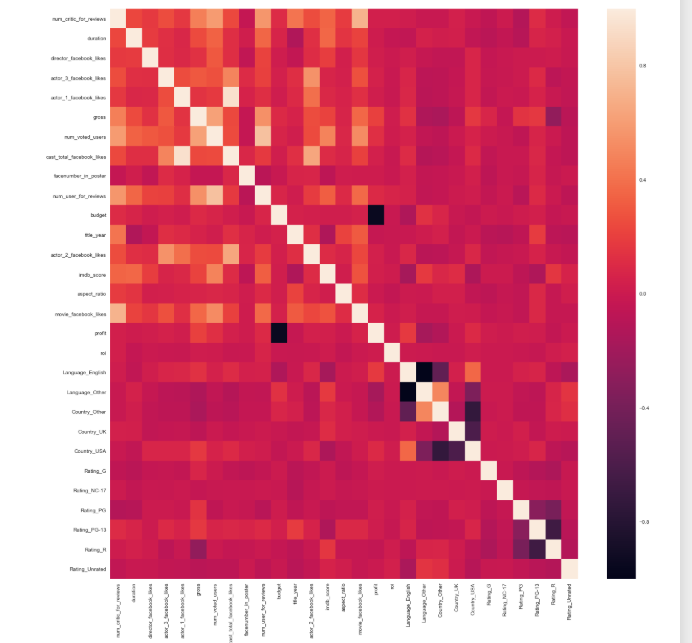 num_critic_for_reviews
duration
director_facebook_likes
actor_3_facebook_likes
actor_1_facebook_likes
gross
num_voted_users
cast_total_facebook_likes
facenumber_in_poster
num_user_for_reviews
budget
title_year
actor_2_facebook_likes
imdb_score
aspect_ratio
movie_facebook_likes
profit
roi
Language_English
Language_Other
Country_Other
Country_UK
Country_USA
Rating_G
Rating_NC-17
Rating_PG
Rating_PG-13
Rating_R
Rating_Unrated
num_critic_for_reviews
duration
director_facebook_likes
actor_3_facebook_likes
actor_1_facebook_likes
gross
num_voted_users
cast_total_facebook_likes
facenumber_in_poster
num_user_for_reviews
budget
title_year
actor_2_facebook_likes
imdb_score
aspect_ratio
movie_facebook_likes
profit
roi
Language_English
Language_Other
Country_Other
Country_UK
Country_USA
Rating_G
Rating_NC-17
Rating_PG
Rating_PG-13
Rating_R
Rating_Unrated
0.8
0.4
0.0
-0.4
-0.8